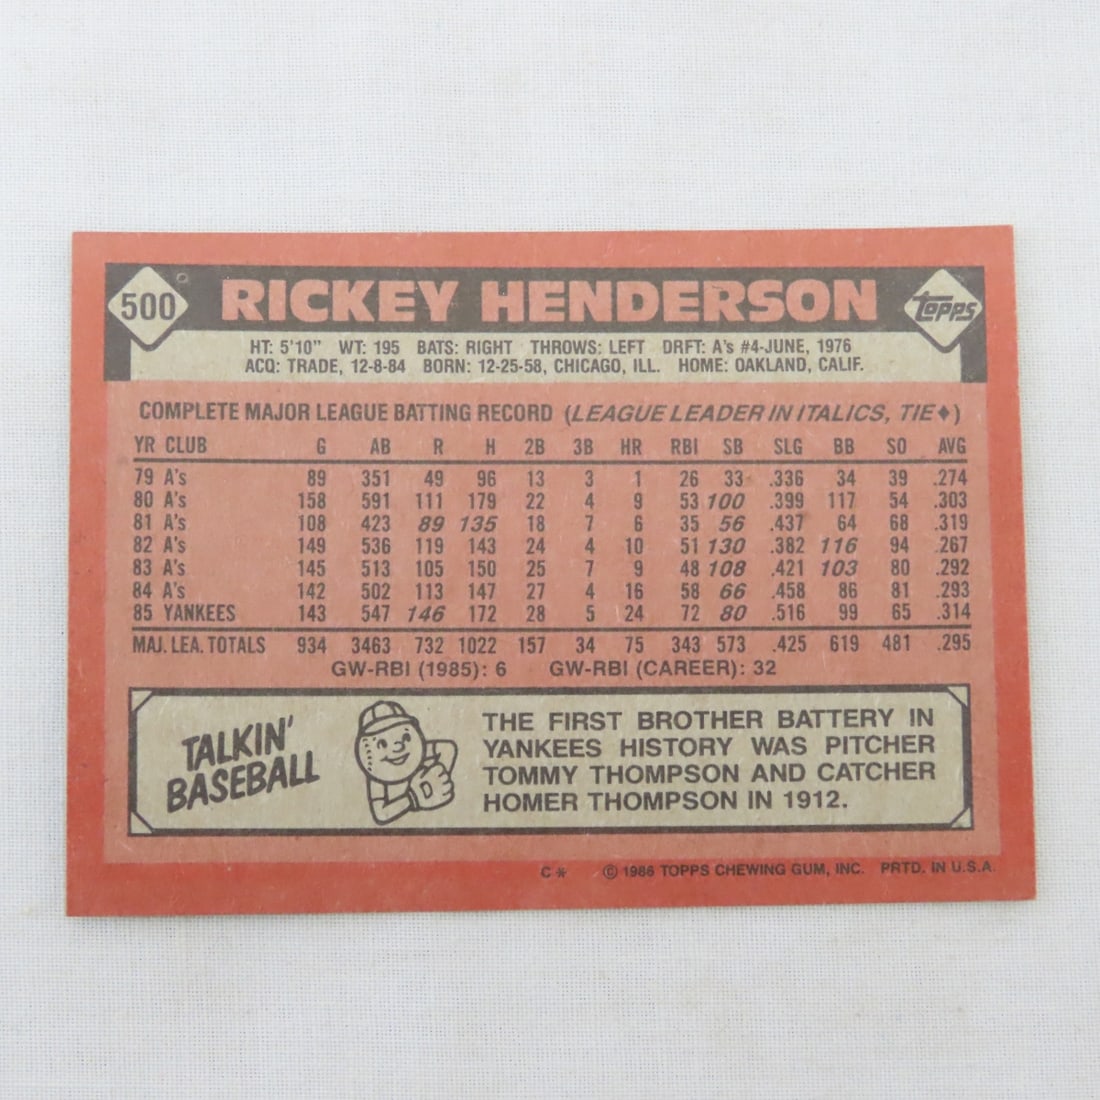 500 RICKEY HENDERSON topps
HT: 5'10" WT: 195 BATS: RIGHT THROWS: LEFT DRFT: A's #4-JUNE, 1976
ACQ: TRADE, 12-8-84 BORN: 12-25-58, CHICAGO, ILL. HOME: OAKLAND, CALIF.
COMPLETE MAJOR LEAGUE BATTING RECORD (LEAGUE LEADER IN ITALICS, TIE♦)
YR CLUB G AB R H 2B 3B HR RBI SB SLG BB SO AVG
79 A's 89 351 49 96 13 3 1 26 33 .336 34 39 .274
80 A's 158 591 111 179 22 4 9 53 100 .399 117 54 .303
81 A's 108 423 89 135 18 7 6 35 56 .437 64 68 .319
82 A's 149 536 119 143 24 4 10 51 130 .382 116 94 .267
83 A's 145 513 105 150 25 7 9 48 108 .421 103 80 .292
84 A's 142 502 113 147 27 4 16 58 66 .458 86 81 .293
85 YANKEES 143 547 146 172 28 5 24 72 80 .516 99 65 .314
MAJ. LEA. TOTALS 934 3463 732 1022 157 34 75 343 573 .425 619 481 .295
GW-RBI (1985): 6 GW-RBI (CAREER): 32
TALKIN'
BASEBALL
THE FIRST BROTHER BATTERY IN
YANKEES HISTORY WAS PITCHER
TOMMY THOMPSON AND CATCHER
HOMER THOMPSON IN 1912.
C* © 1986 TOPPS CHEWING GUM, INC. PRTD. IN U.S.A.